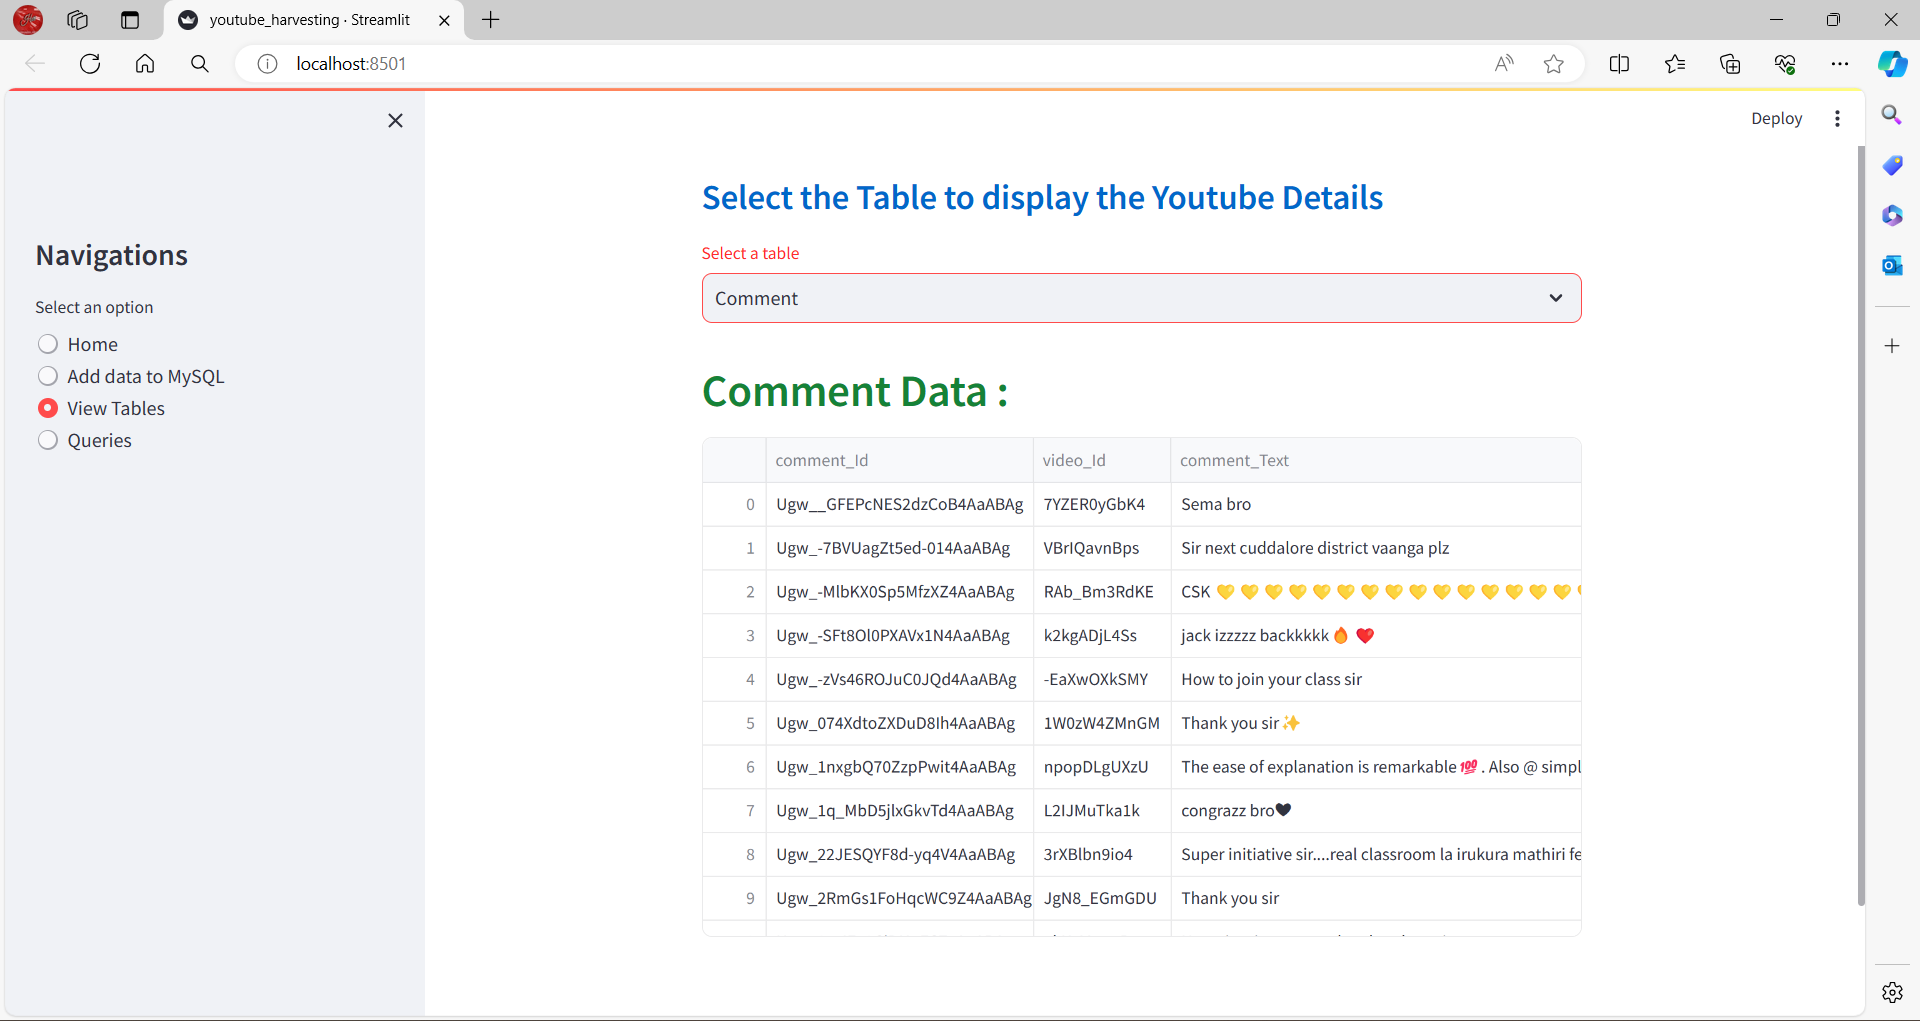 youtube_harvesting · Streamlit
localhost:8501
Deploy
Navigations
Select an option
Home
Add data to MySQL
View Tables
Queries
Select the Table to display the Youtube Details
Select a table
Comment
Comment Data :
comment_Id video_Id comment_Text
0 Ugw__GFEPcNES2dzCoB4AaABAg 7YZER0yGbK4 Sema bro
1 Ugw_-7BVUagZt5ed-014AaABAg VBrIQavnBps Sir next cuddalore district vaanga plz
2 Ugw_-MlbKX0Sp5MfzXZ4AaABAg RAb_Bm3RdKE CSK 💛 💛 💛 💛 💛 💛 💛 💛 💛 💛 💛 💛 💛 💛 💛
3 Ugw_-SFt8Ol0PXAVx1N4AaABAg k2kgADjL4Ss jack izzzzz backkkkk🔥 ❤️
4 Ugw_-zVs46ROJuC0JQd4AaABAg -EaXwOXkSMY How to join your class sir
5 Ugw_074XdtoZXDuD8Ih4AaABAg 1W0zW4ZMnGM Thank you sir✨
6 Ugw_1nxgbQ70ZzpPwit4AaABAg npopDLgUXzU The ease of explanation is remarkable💯 . Also @ simpl
7 Ugw_1q_MbD5jlxGkvTd4AaABAg L2IJMuTka1k congrazz bro🖤
8 Ugw_22JESQYF8d-yq4V4AaABAg 3rXBlbn9io4 Super initiative sir....real classroom la irukura mathiri fe
9 Ugw_2RmGs1FoHqcWC9Z4AaABAg JgN8_EGmGDU Thank you sir